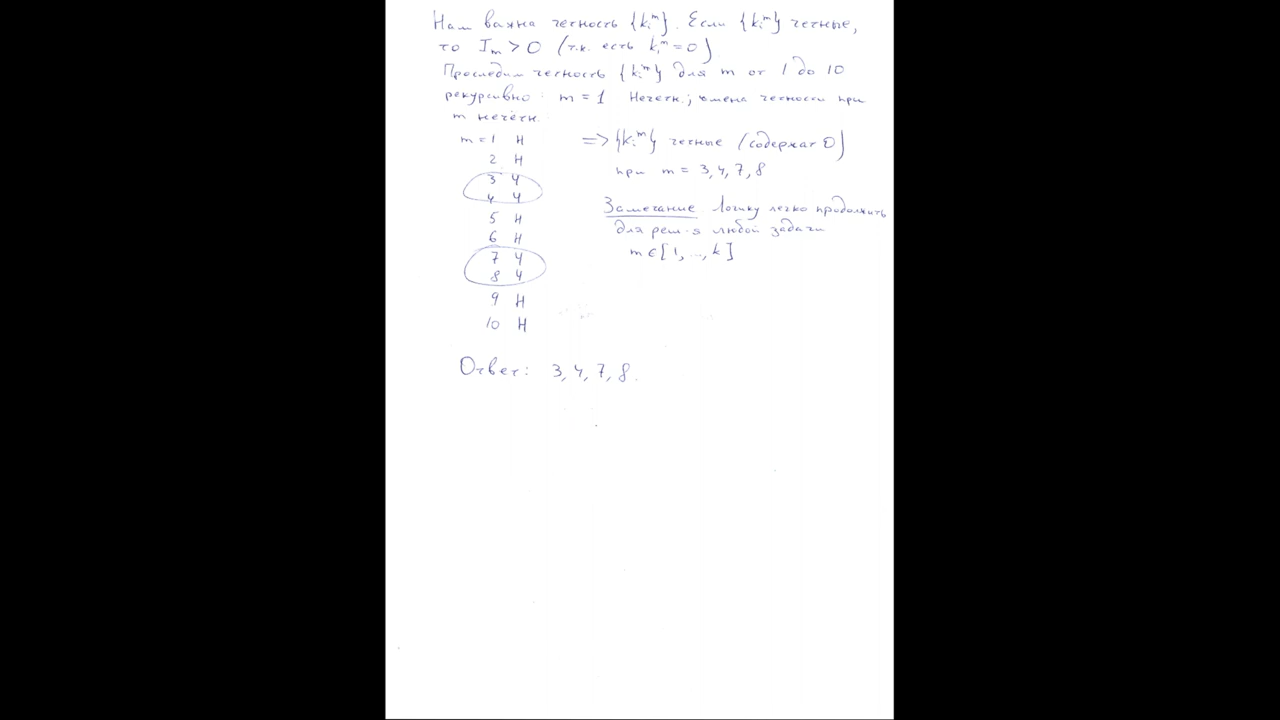 Нам важна четность {kᵢᵐ}. Если {kᵢᵐ} четные,
то Iₘ > 0 (т.к. есть kᵢᵐ = 0)
Проследим четность {kᵢᵐ} для m от 1 до 10
рекурсивно: m = 1 Нечетн.; смена четности при
m нечётн.
m = 1 Н
2 Н
3 Ч
4 Ч
5 Н
6 Н
7 Ч
8 Ч
9 Н
10 Н
=> {kᵢᵐ} четные (содержат 0)
при m = 3, 4, 7, 8
Замечание Логику легко продолжить
для реш-я любой задачи
m ∈ [1, ..., k]
Ответ: 3, 4, 7, 8.